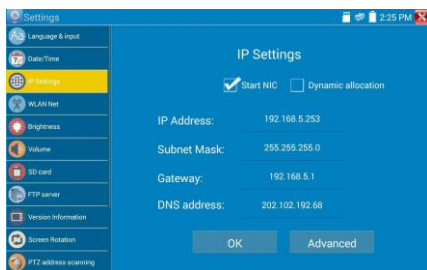 Settings
2:25 PM
Language & input
Date/Time
IP Settings
WLAN Net
Brightness
Volume
SD card
FTP server
Version Information
Screen Rotation
PTZ address scanning
IP Settings
Start NIC Dynamic allocation
IP Address: 192.168.5.253
Subnet Mask: 255.255.255.0
Gateway: 192.168.5.1
DNS address: 202.102.192.68
OK Advanced